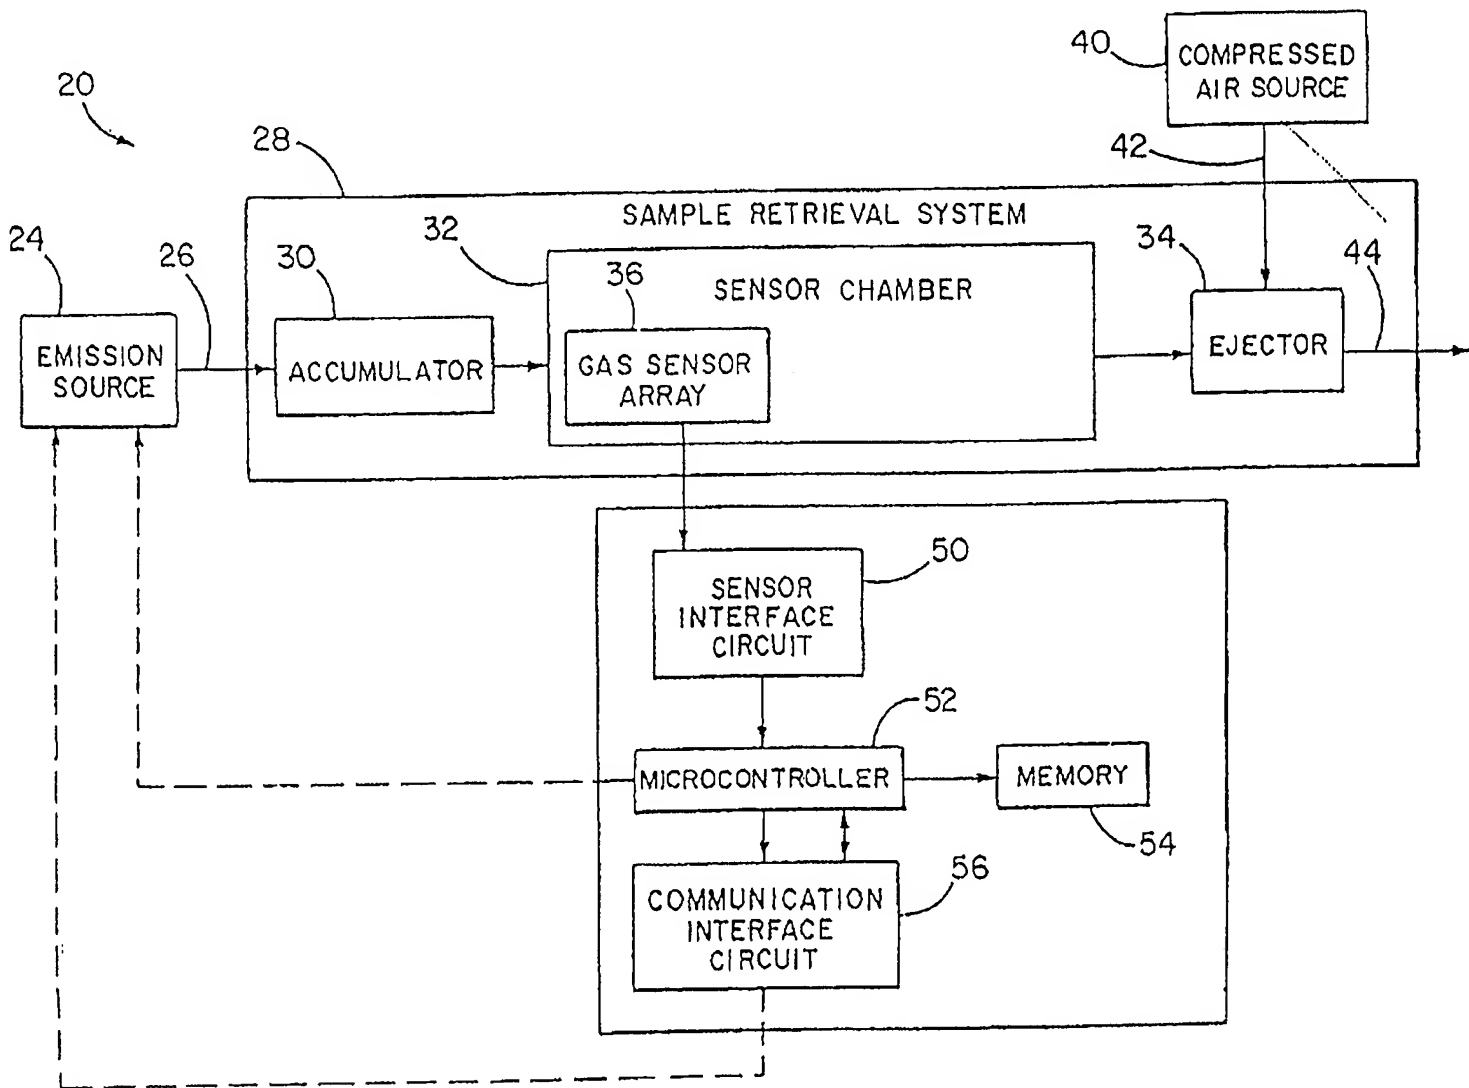 40
COMPRESSED
AIR SOURCE
20
42
28
SAMPLE RETRIEVAL SYSTEM
24
26
30
32
36
SENSOR CHAMBER
34
44
EMISSION
SOURCE
ACCUMULATOR
GAS SENSOR
ARRAY
EJECTOR
50
SENSOR
INTERFACE
CIRCUIT
52
MICROCONTROLLER
MEMORY
54
56
COMMUNICATION
INTERFACE
CIRCUIT